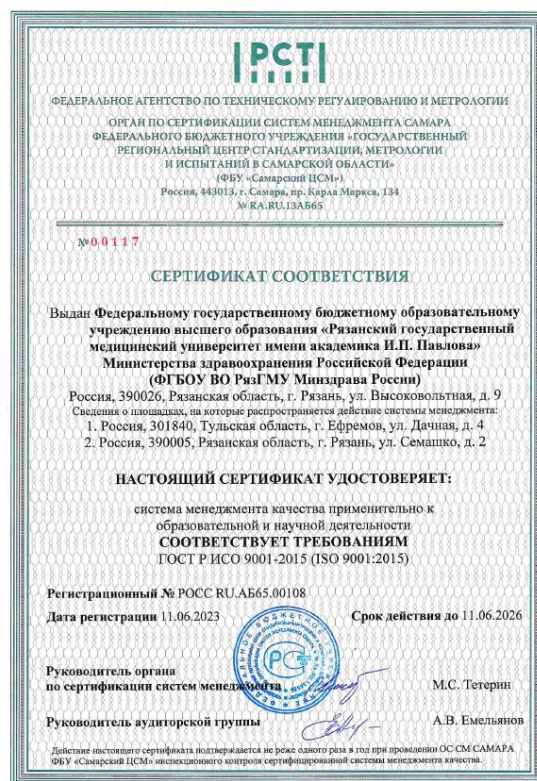 РСТ
ФЕДЕРАЛЬНОЕ АГЕНТСТВО ПО ТЕХНИЧЕСКОМУ РЕГУЛИРОВАНИЮ И МЕТРОЛОГИИ
ОРГАН ПО СЕРТИФИКАЦИИ СИСТЕМ МЕНЕДЖМЕНТА САМАРА
ФЕДЕРАЛЬНОГО БЮДЖЕТНОГО УЧРЕЖДЕНИЯ «ГОСУДАРСТВЕННЫЙ
РЕГИОНАЛЬНЫЙ ЦЕНТР СТАНДАРТИЗАЦИИ, МЕТРОЛОГИИ
И ИСПЫТАНИЙ В САМАРСКОЙ ОБЛАСТИ»
(ФБУ «Самарский ЦСМ»)
Россия, 443013, г. Самара, пр. Карла Маркса, 134
№ RA.RU.13АБ65
№00117
СЕРТИФИКАТ СООТВЕТСТВИЯ
Выдан Федеральному государственному бюджетному образовательному
учреждению высшего образования «Рязанский государственный
медицинский университет имени академика И.П. Павлова»
Министерства здравоохранения Российской Федерации
(ФГБОУ ВО РязГМУ Минздрава России)
Россия, 390026, Рязанская область, г. Рязань, ул. Высоковольтная, д. 9
Сведения о площадках, на которые распространяется действие системы менеджмента:
1. Россия, 301840, Тульская область, г. Ефремов, ул. Дачная, д. 4
2. Россия, 390005, Рязанская область, г. Рязань, ул. Семашко, д. 2
НАСТОЯЩИЙ СЕРТИФИКАТ УДОСТОВЕРЯЕТ:
система менеджмента качества применительно к
образовательной и научной деятельности
СООТВЕТСТВУЕТ ТРЕБОВАНИЯМ
ГОСТ Р ИСО 9001-2015 (ISO 9001:2015)
Регистрационный № РОСС RU.АБ65.00108
Дата регистрации 11.06.2023 Срок действия до 11.06.2026
Руководитель органа
по сертификации систем менеджмента М.С. Тетерин
Руководитель аудиторской группы А.В. Емельянов
Действие настоящего сертификата подтверждается не реже одного раза в год при проведении ОС СМ САМАРА
ФБУ «Самарский ЦСМ» инспекционного контроля сертифицированной системы менеджмента качества.